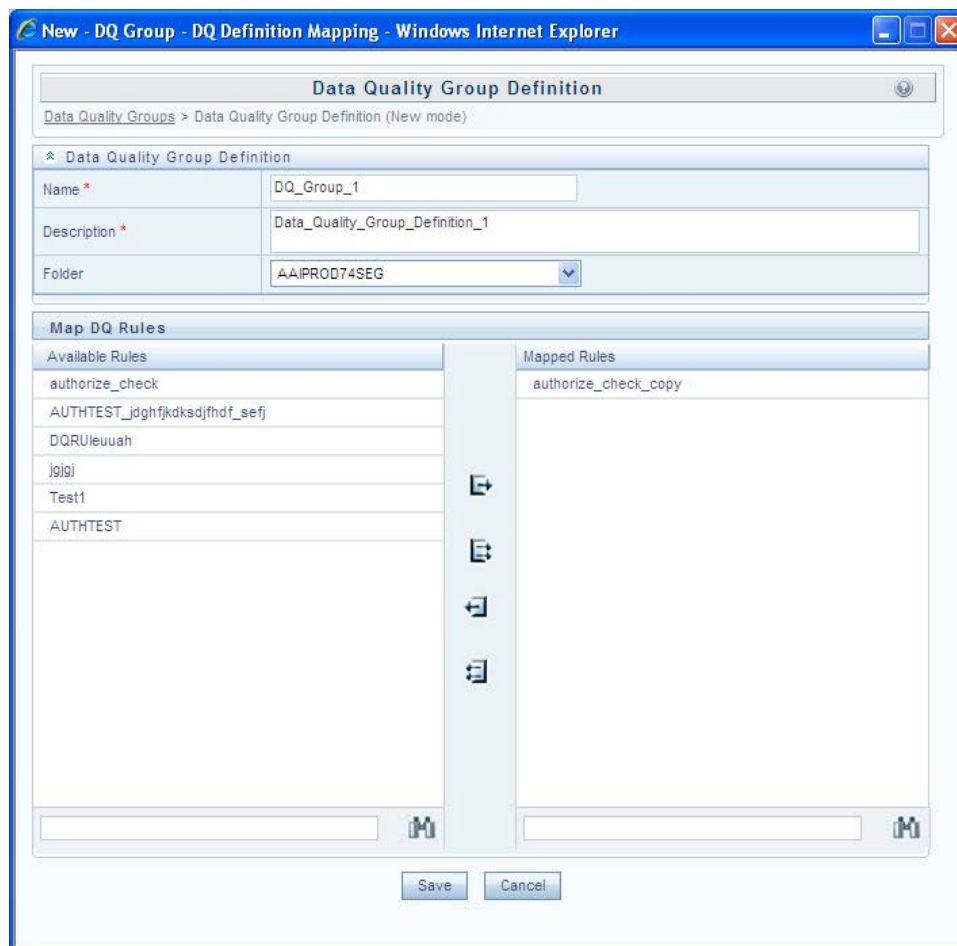 New - DQ Group - DQ Definition Mapping - Windows Internet Explorer
Data Quality Group Definition
Data Quality Groups > Data Quality Group Definition (New mode)
Data Quality Group Definition
Name *
DQ_Group_1
Description *
Data_Quality_Group_Definition_1
Folder
AAIPROD74SEG
Map DQ Rules
Available Rules
authorize_check
AUTHTEST_jdghfjkdksdjfhdf_sefj
DQRUleuuah
jgjgj
Test1
AUTHTEST
Mapped Rules
authorize_check_copy
Save
Cancel